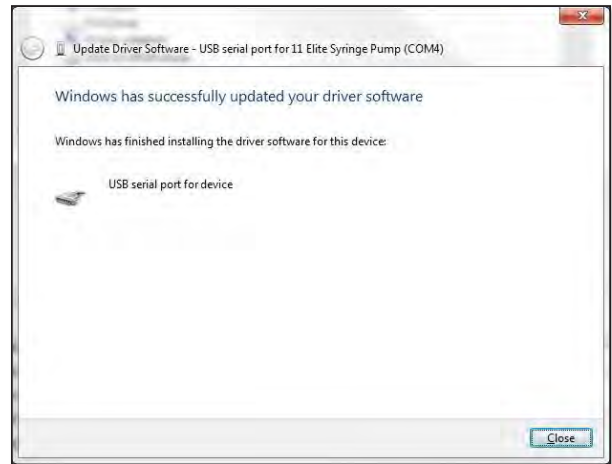 Update Driver Software - USB serial port for 11 Elite Syringe Pump (COM4)
Windows has successfully updated your driver software
Windows has finished installing the driver software for this device:
USB serial port for device
Close